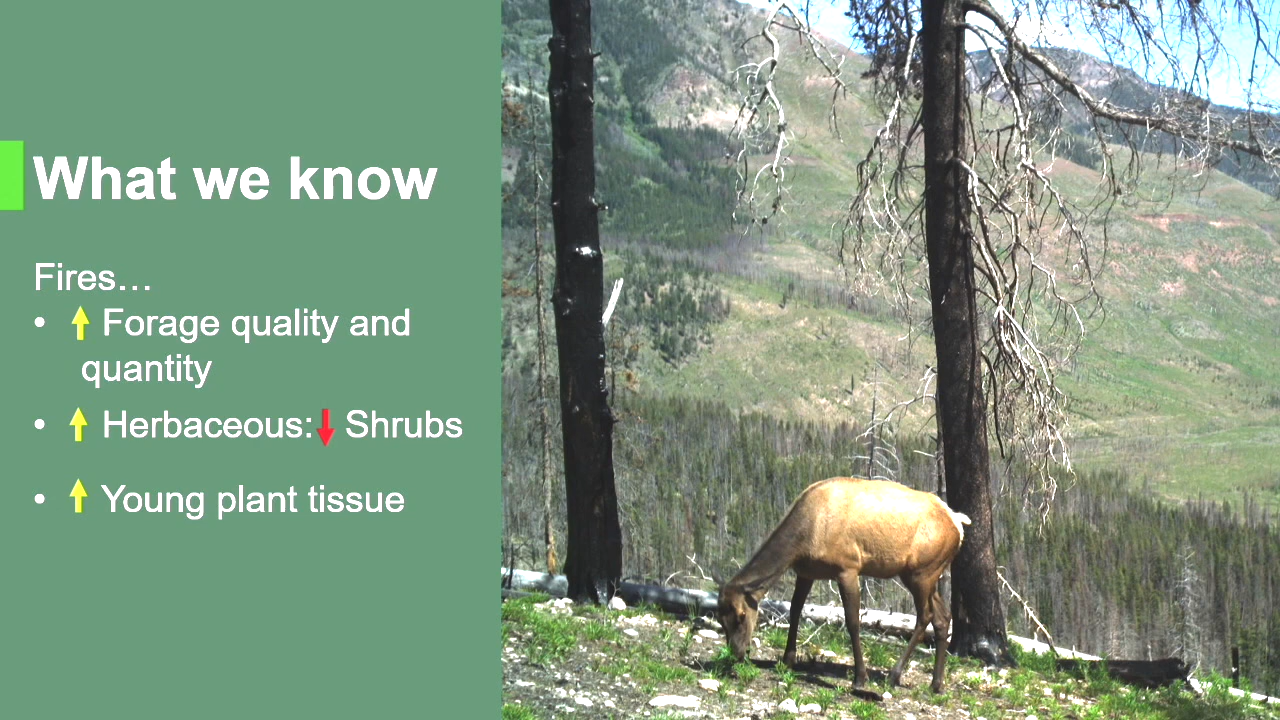 What we know
Fires…
• ⬆ Forage quality and
quantity
• ⬆ Herbaceous:⬇ Shrubs
• ⬆ Young plant tissue